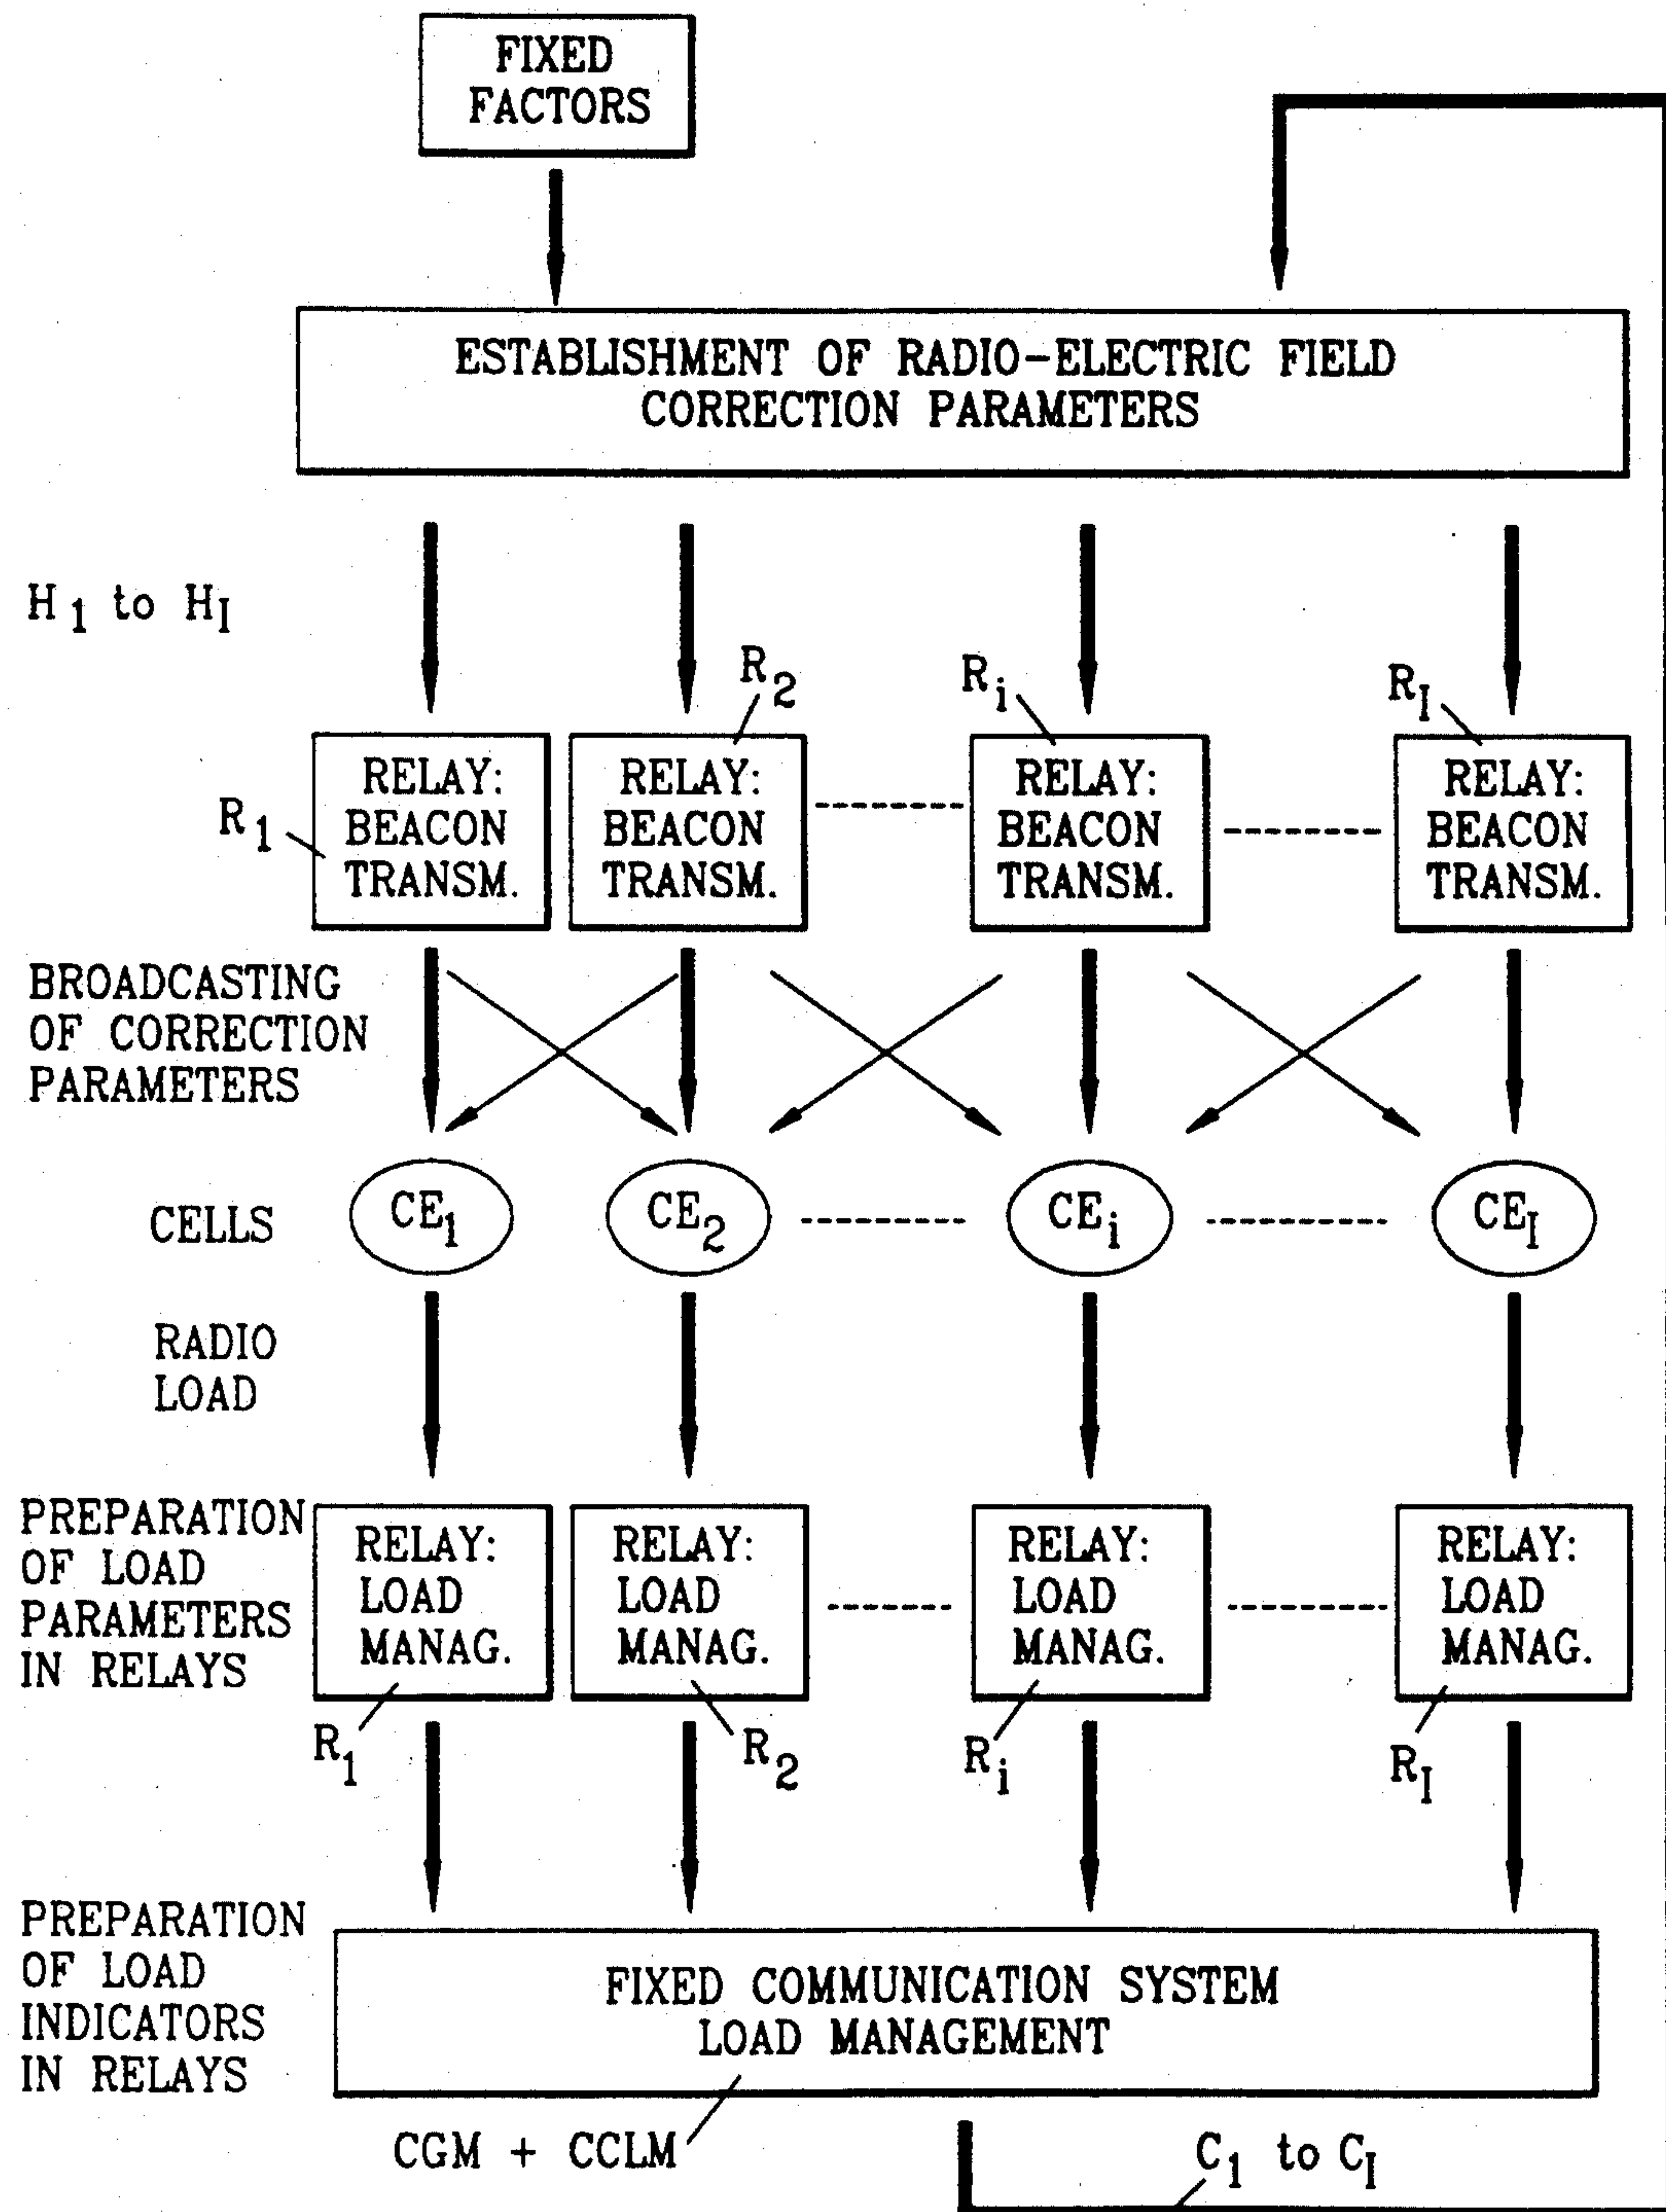 FIXED
FACTORS
ESTABLISHMENT OF RADIO-ELECTRIC FIELD
CORRECTION PARAMETERS
H1 to HI
R2
Ri
RI
R1
RELAY:
BEACON
TRANSM.
RELAY:
BEACON
TRANSM.
RELAY:
BEACON
TRANSM.
RELAY:
BEACON
TRANSM.
BROADCASTING
OF CORRECTION
PARAMETERS
CELLS
CE1
CE2
CEi
CEI
RADIO
LOAD
PREPARATION
OF LOAD
PARAMETERS
IN RELAYS
RELAY:
LOAD
MANAG.
RELAY:
LOAD
MANAG.
RELAY:
LOAD
MANAG.
RELAY:
LOAD
MANAG.
R1
R2
Ri
RI
PREPARATION
OF LOAD
INDICATORS
IN RELAYS
FIXED COMMUNICATION SYSTEM
LOAD MANAGEMENT
CGM + CCLM
C1 to CI